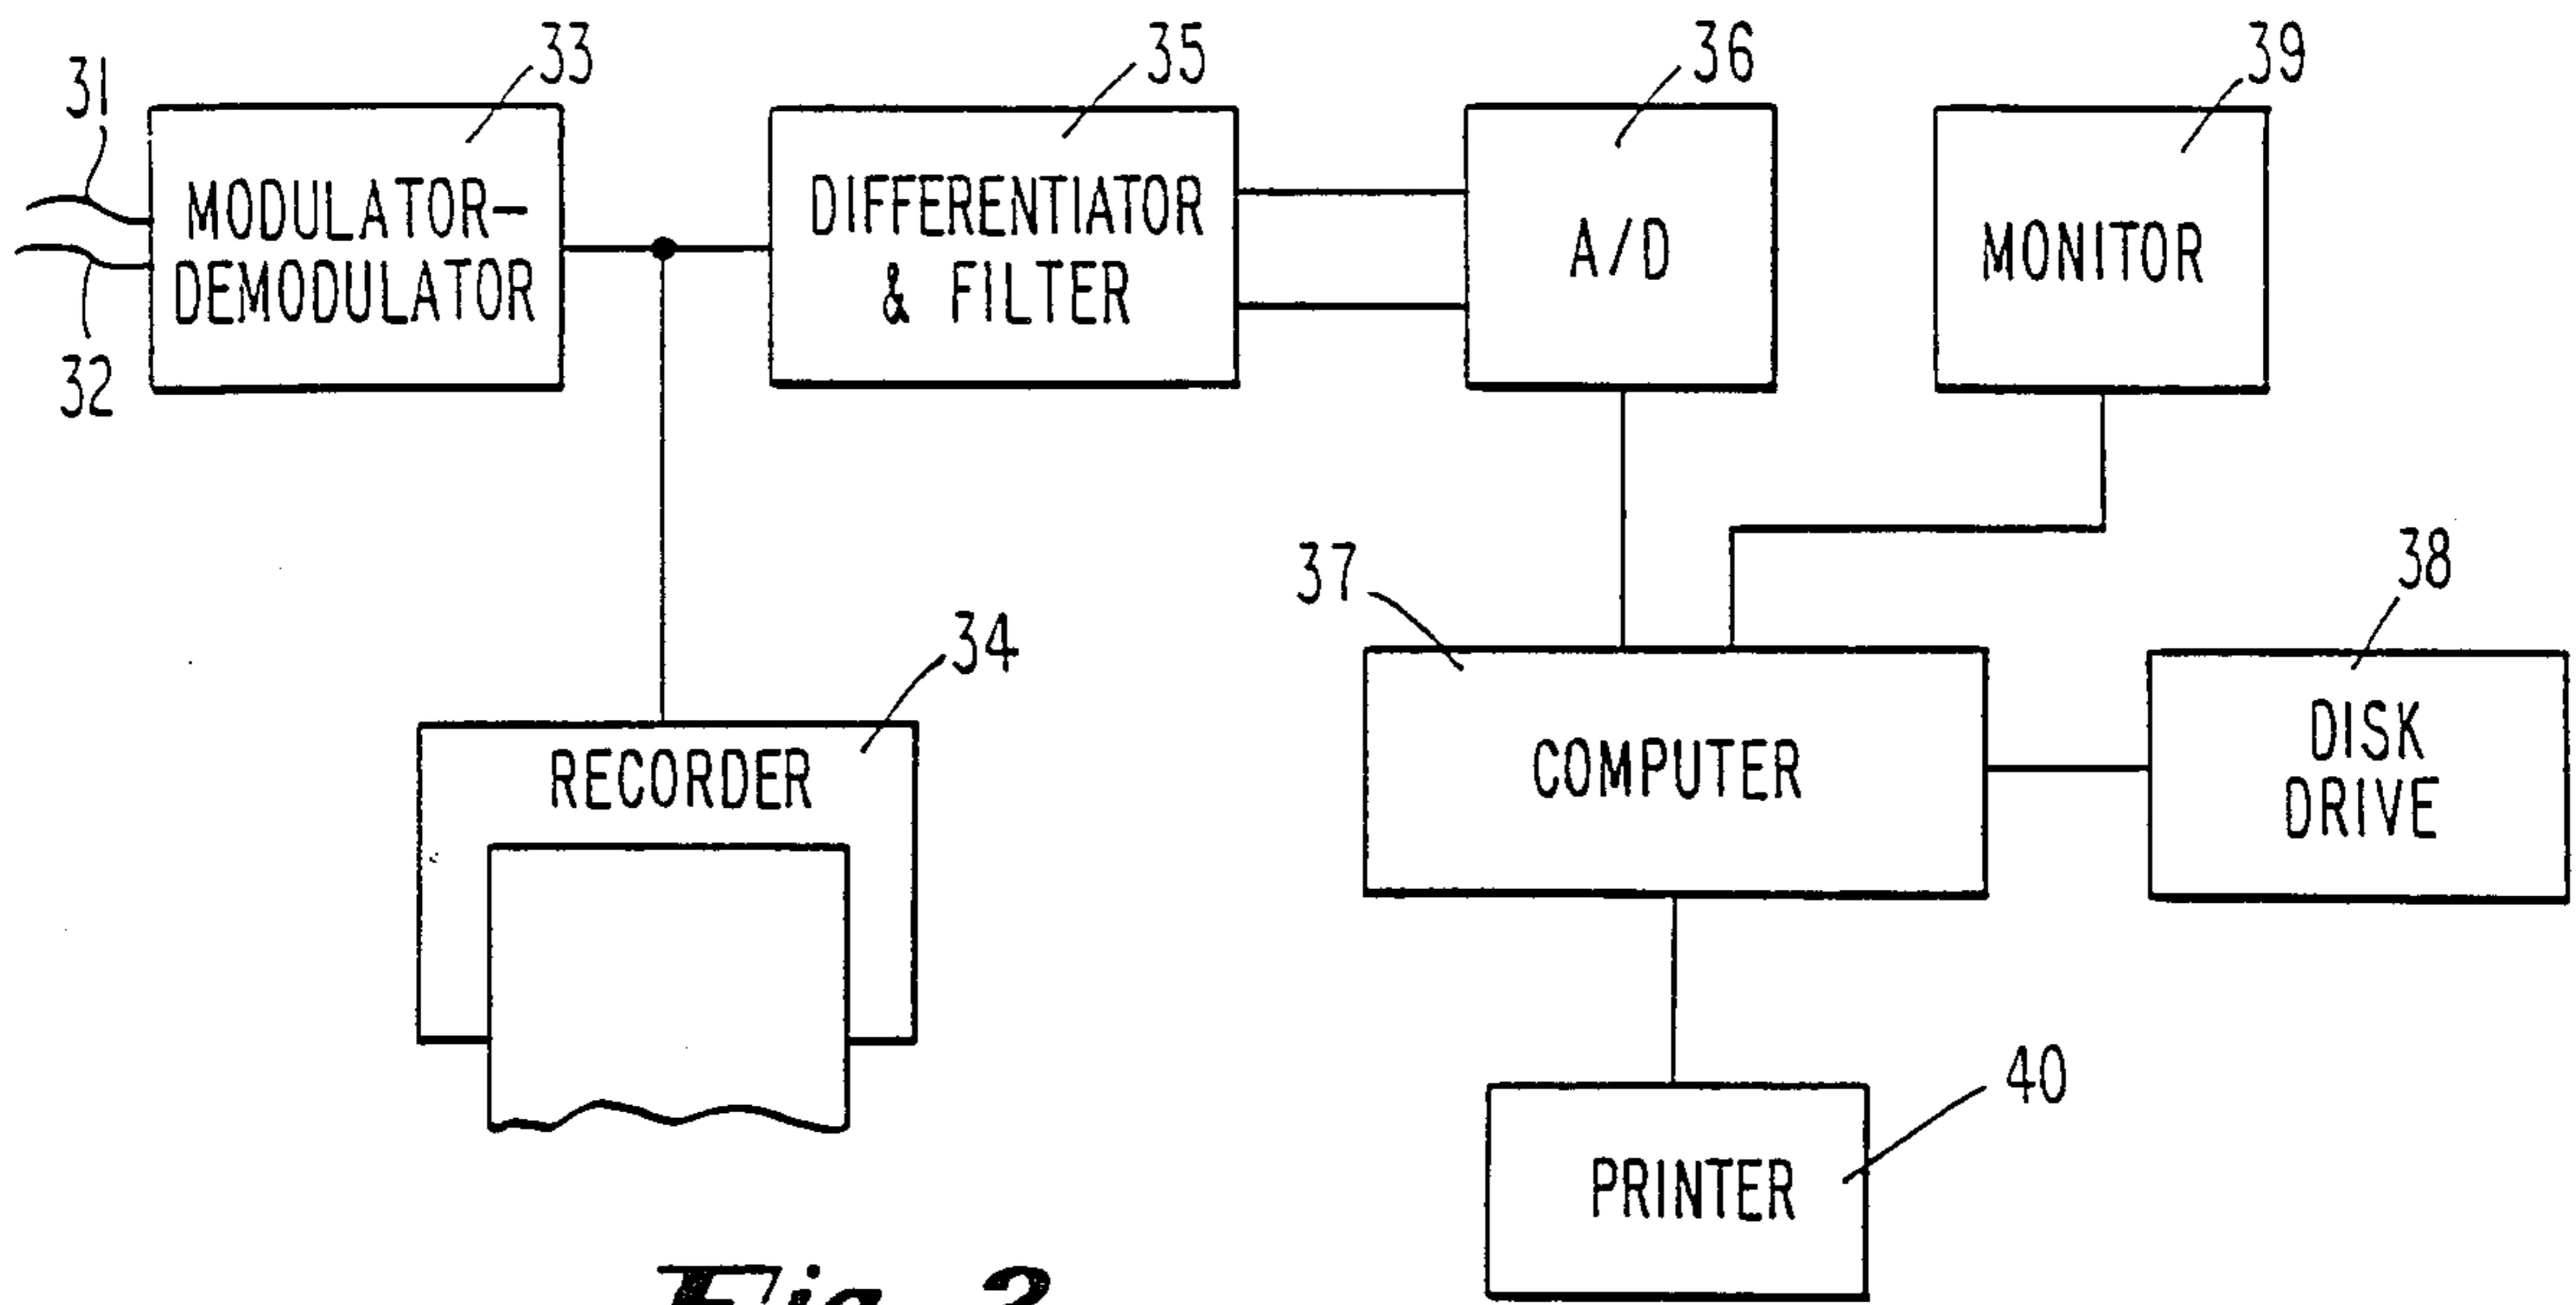 31
32
33
MODULATOR-
DEMODULATOR
35
DIFFERENTIATOR
& FILTER
36
A/D
39
MONITOR
34
RECORDER
37
COMPUTER
38
DISK
DRIVE
40
PRINTER